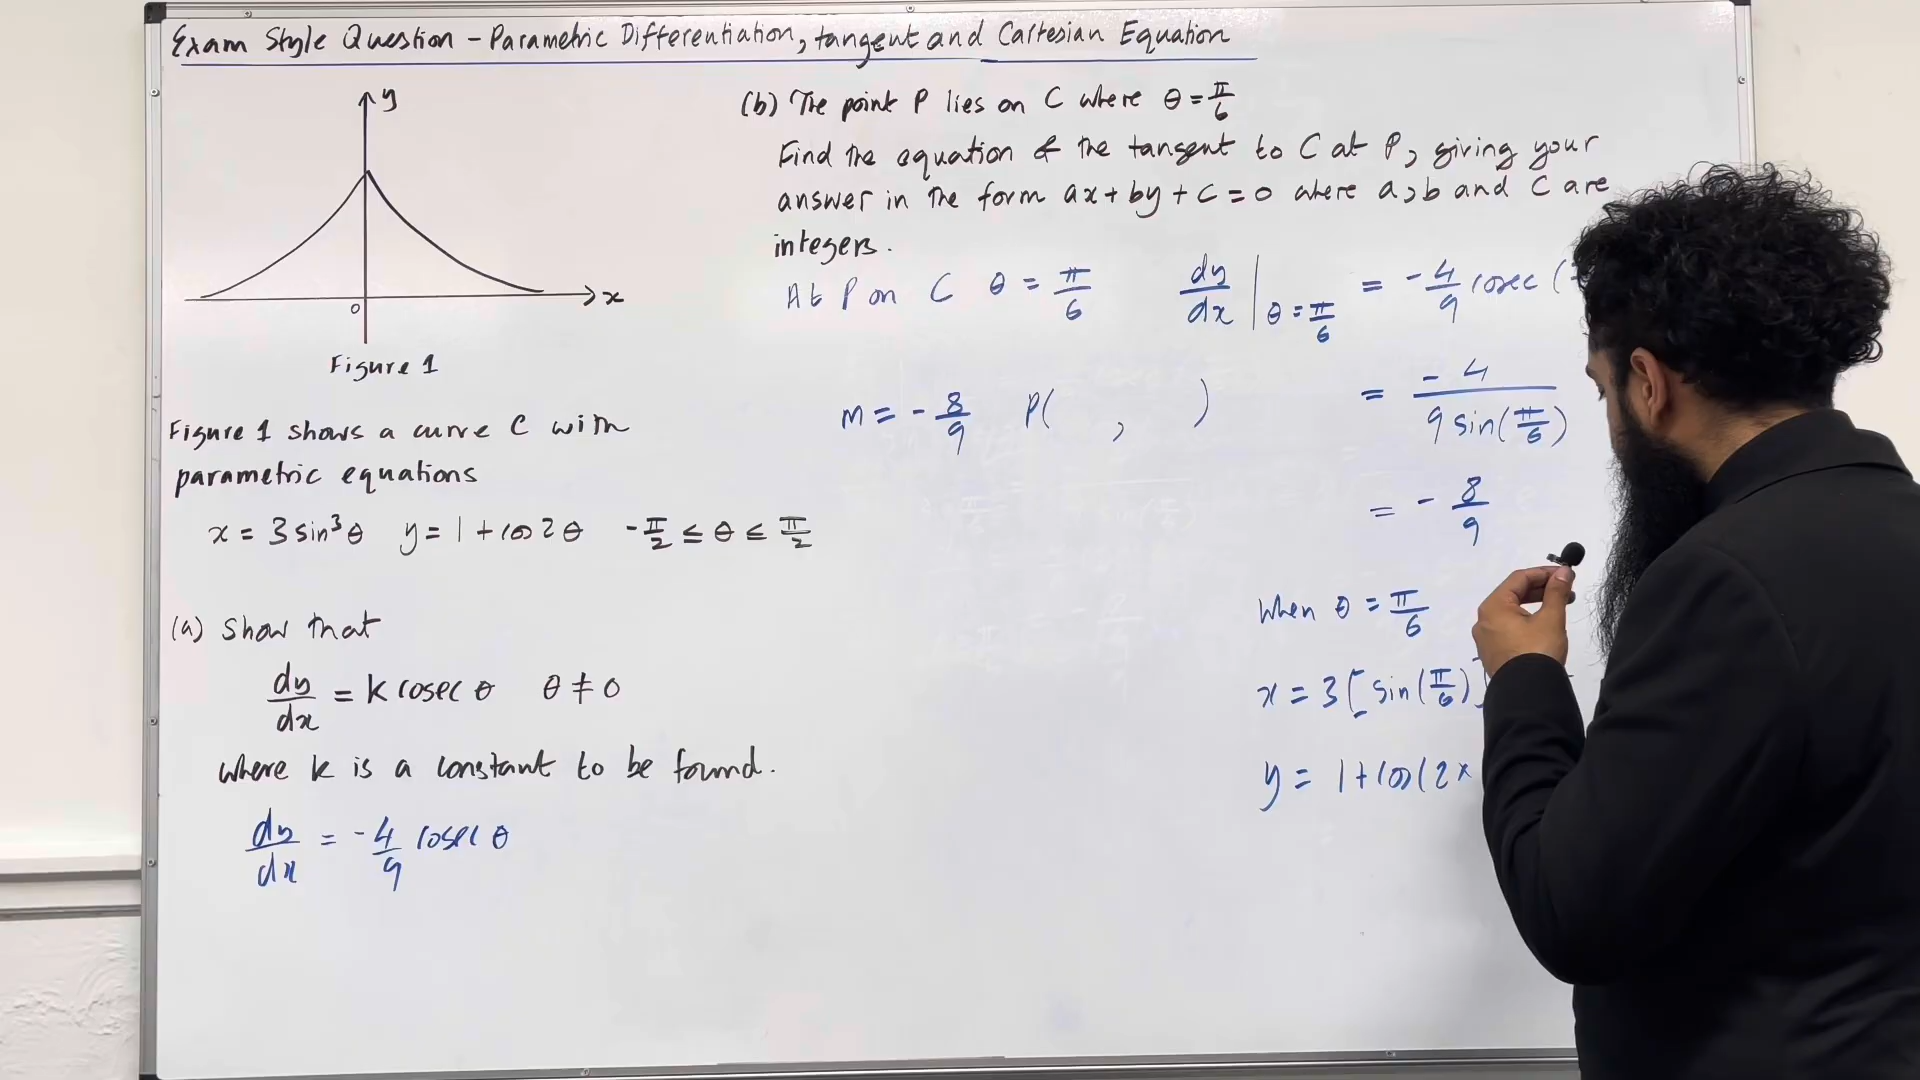 Exam Style Question - Parametric Differentiation, tangent and Cartesian Equation
y
x
0
Figure 1
Figure 1 shows a curve C with
parametric equations
x = 3 sin³θ y = 1 + cos 2θ -π/2 ≤ θ ≤ π/2
(a) Show that
dy/dx = k cosec θ θ ≠ 0
where k is a constant to be found.
dy/dx = -4/9 cosec θ
(b) The point P lies on C where θ = π/6
Find the equation of the tangent to C at P, giving your
answer in the form ax + by + c = 0 where a, b and c are
integers.
At P on C θ = π/6 dy/dx | θ = π/6 = -4/9 cosec (
= -4/9 sin(π/6)
m = -8/9 P( , )
= -8/9
When θ = π/6
x = 3[sin(π/6)]
y = 1 + cos(2×